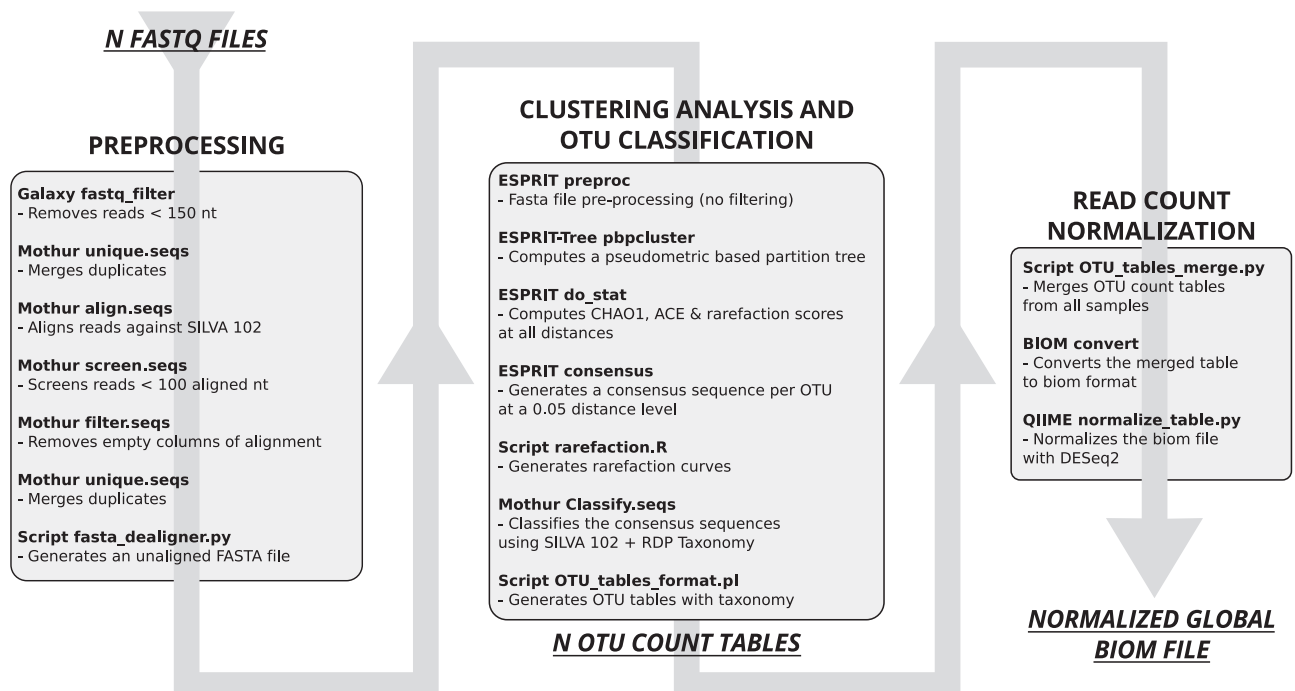 N FASTQ FILES
PREPROCESSING
Galaxy fastq_filter
- Removes reads < 150 nt
Mothur unique.seqs
- Merges duplicates
Mothur align.seqs
- Aligns reads against SILVA 102
Mothur screen.seqs
- Screens reads < 100 aligned nt
Mothur filter.seqs
- Removes empty columns of alignment
Mothur unique.seqs
- Merges duplicates
Script fasta_dealigner.py
- Generates an unaligned FASTA file
CLUSTERING ANALYSIS AND
OTU CLASSIFICATION
ESPRIT preproc
- Fasta file pre-processing (no filtering)
ESPRIT-Tree pbpcluster
- Computes a pseudometric based partition tree
ESPRIT do_stat
- Computes CHAO1, ACE & rarefaction scores
at all distances
ESPRIT consensus
- Generates a consensus sequence per OTU
at a 0.05 distance level
Script rarefaction.R
- Generates rarefaction curves
Mothur Classify.seqs
- Classifies the consensus sequences
using SILVA 102 + RDP Taxonomy
Script OTU_tables_format.pl
- Generates OTU tables with taxonomy
N OTU COUNT TABLES
READ COUNT
NORMALIZATION
Script OTU_tables_merge.py
- Merges OTU count tables
from all samples
BIOM convert
- Converts the merged table
to biom format
QIIME normalize_table.py
- Normalizes the biom file
with DESeq2
NORMALIZED GLOBAL
BIOM FILE